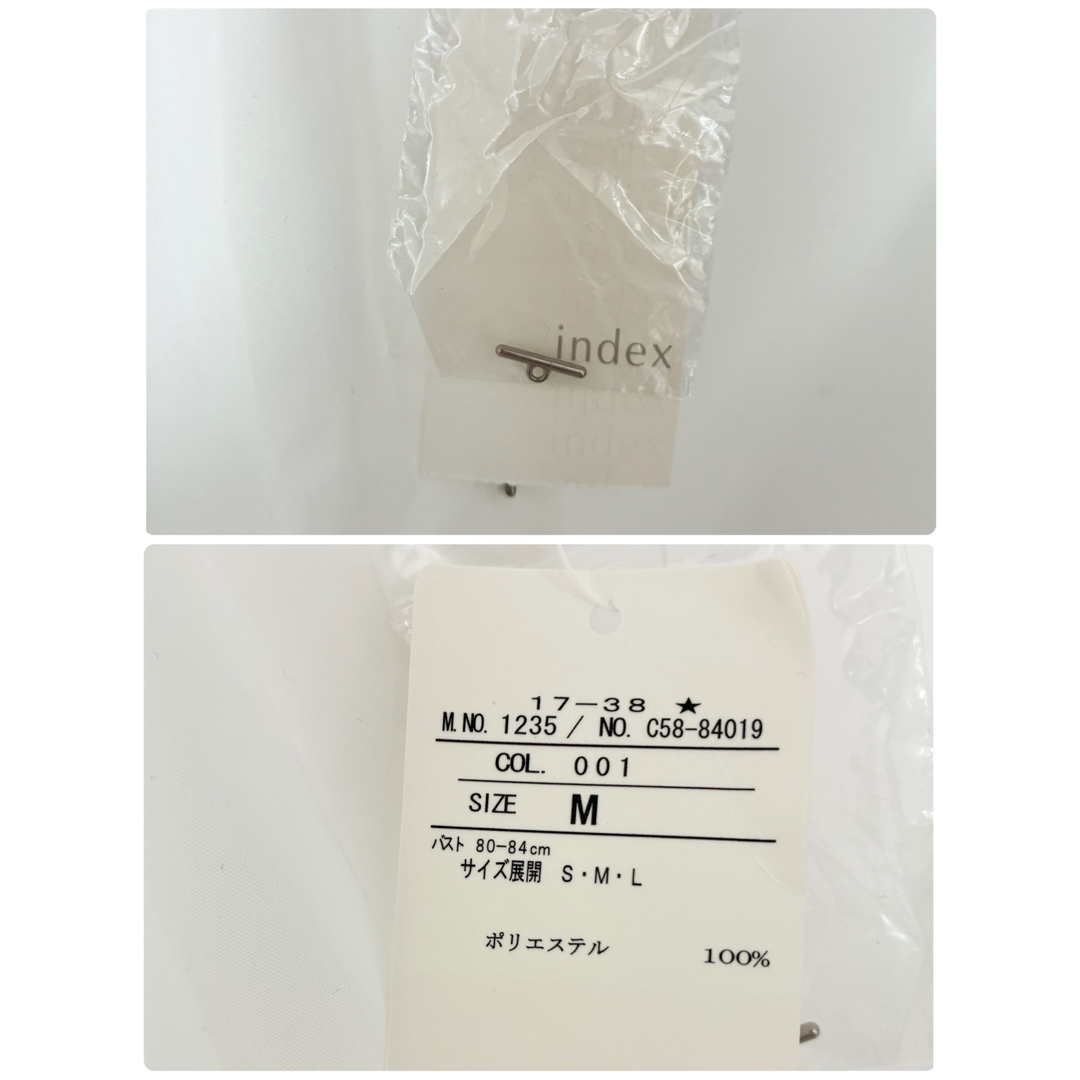 index
index
17-38 ★
M.NO. 1235 / NO. C58-84019
COL. 001
SIZE M
バスト 80-84cm
サイズ展開 S・M・L
ポリエステル 100%